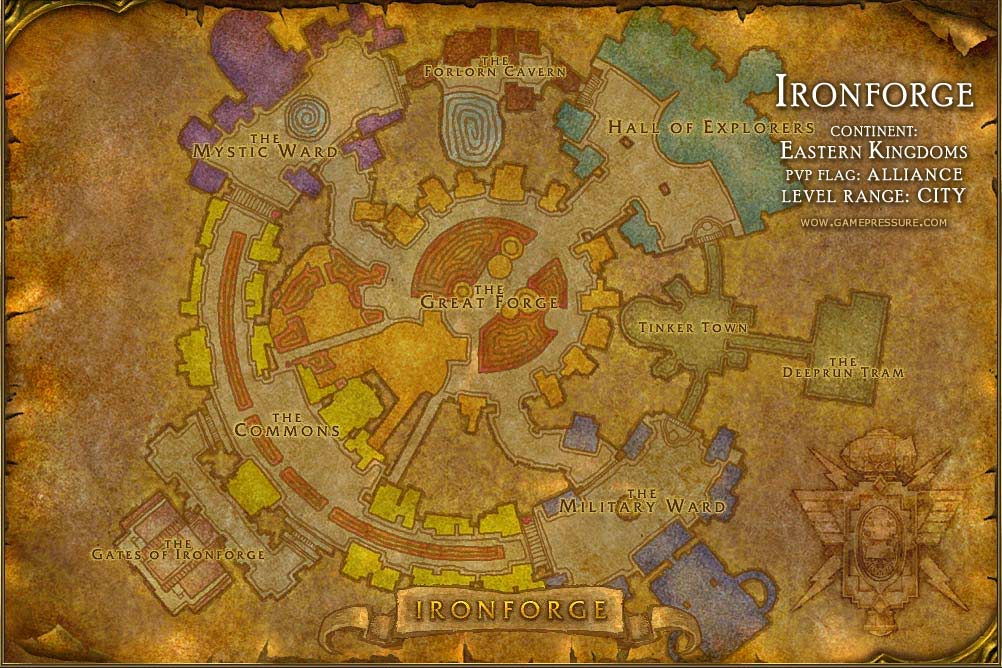 IRONFORGE
CONTINENT:
EASTERN KINGDOMS
PVP FLAG: ALLIANCE
LEVEL RANGE: CITY
WOW.GAMEPRESSURE.COM
THE
FORLORN CAVERN
THE
MYSTIC WARD
HALL OF EXPLORERS
THE
GREAT FORGE
TINKER TOWN
THE
DEEPRUN TRAM
THE
COMMONS
THE
MILITARY WARD
THE
GATES OF IRONFORGE
IRONFORGE